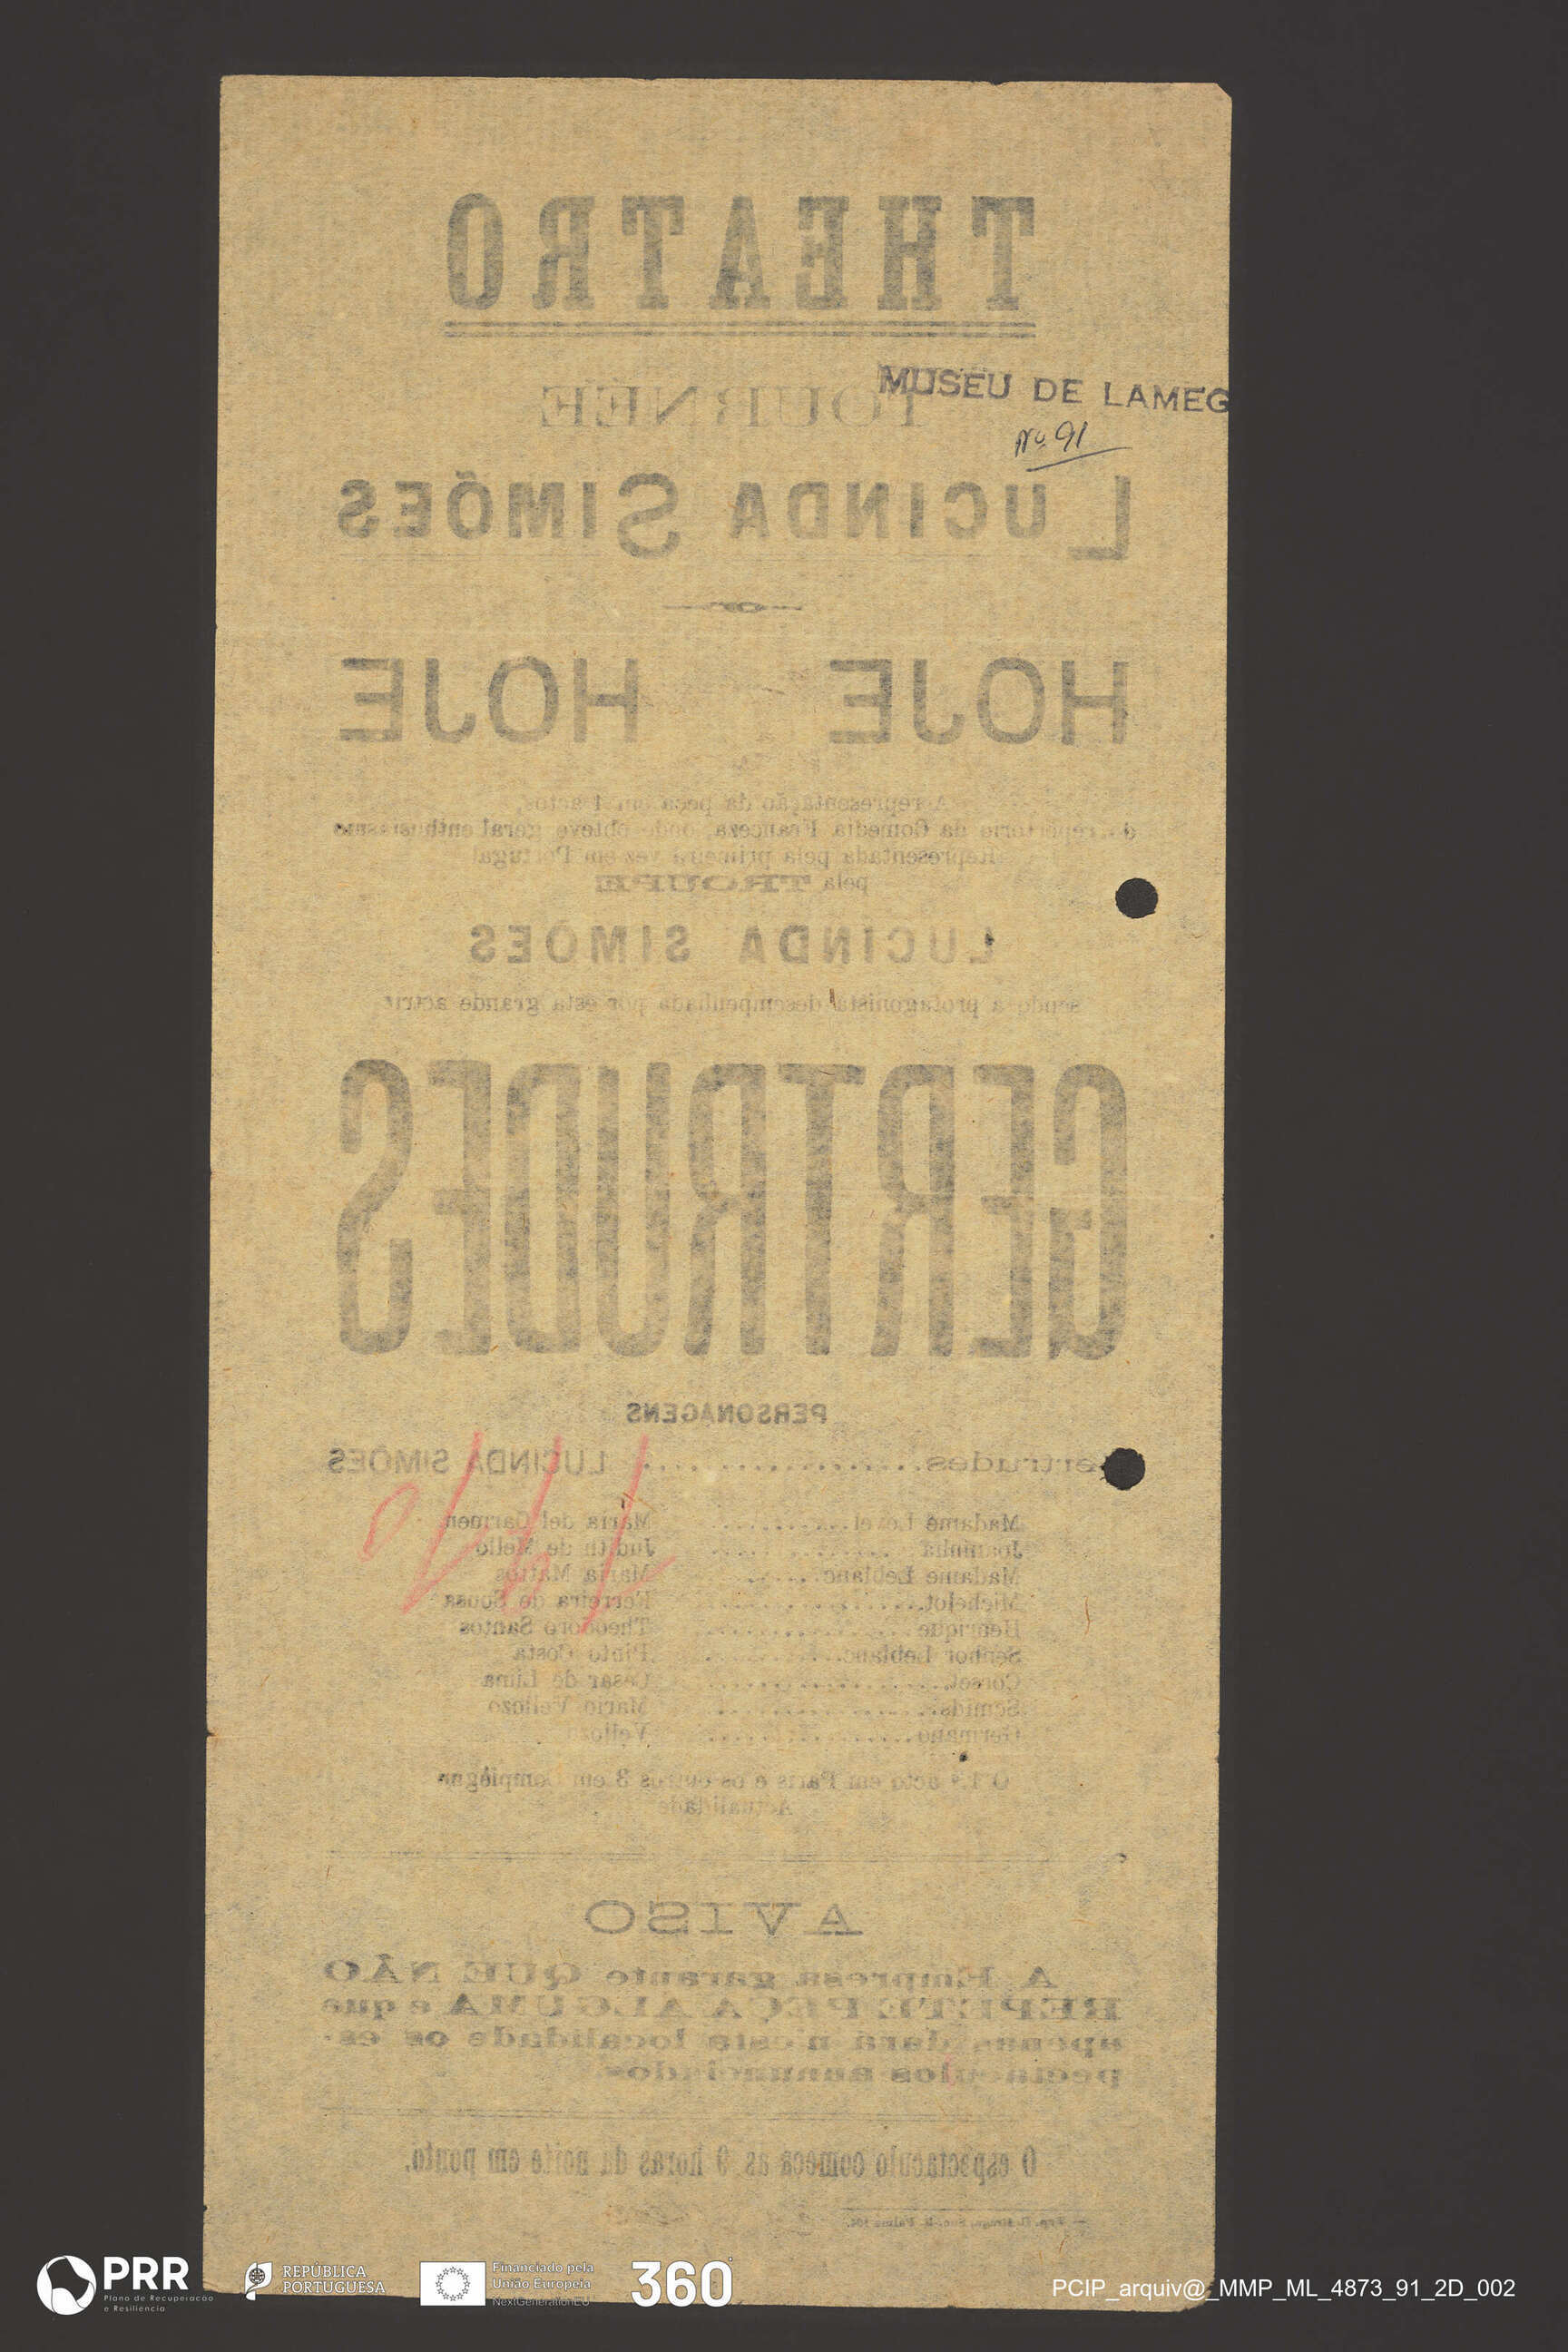 THEATRO
TOURNÉE
MUSEU DE LAMEG
Nº 91
LUCINDA SIMÕES
HOJE HOJE
A representação da peça em 4 actos,
do repertorio da Comedia Franceza, onde obteve geral enthusiasmo
Representada pela primeira vez em Portugal
pela TROUPE
LUCINDA SIMÕES
sendo a protagonista desempenhada por esta grande actriz
GERTRUDES
PERSONAGENS
ertrudes................ LUCINDA SIMÕES
Madame ........... Maria del Carmen
Joaninha ............. Judith de Mello
Madame Leblanc....... Maria Mattos
Michelot............... Ferreira de Sousa
Henrique .............. Theodoro Santos
Senhor Leblanc.......... Pinto Costa
................. Cesar de Lima
................. Mario Vellozo
Germano............... Vellozo
O 1.º acto em Paris e os outros 3 em Compiègne
Actualidade
AVISO
A Empresa garante QUE NÃO
REPETE PEÇA ALGUMA e que
apenas dará n'esta localidade os es-
pectaculos annunciados
O espectaculo começa ás 9 horas da noite em ponto.
PRR
Plano de Recuperação
e Resiliência
REPÚBLICA
PORTUGUESA
Financiado pela
União Europeia
NextGenerationEU
360°
PCIP_arquiv@_MMP_ML_4873_91_2D_002